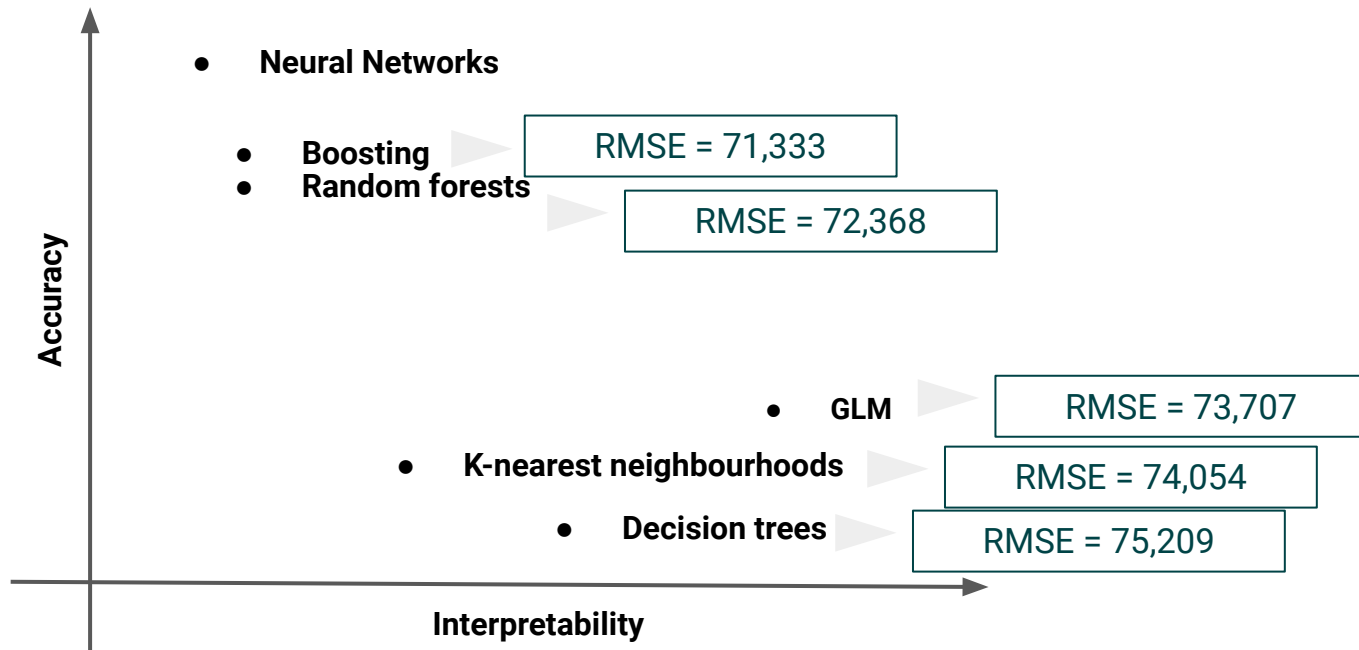 ● Neural Networks
● Boosting
RMSE = 71,333
● Random forests
RMSE = 72,368
Accuracy
● GLM
RMSE = 73,707
● K-nearest neighbourhoods
RMSE = 74,054
● Decision trees
RMSE = 75,209
Interpretability